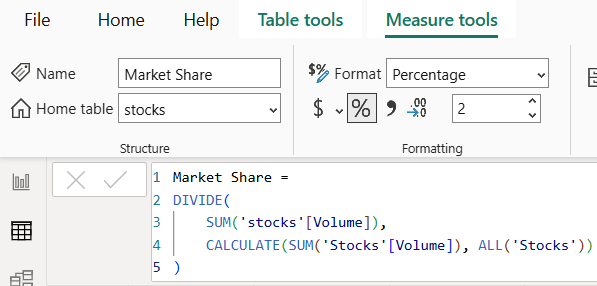 File Home Help Table tools Measure tools
Name Market Share $% Format Percentage
Home table stocks $ % , .00 →.0 2
Structure Formatting
1 Market Share =
2 DIVIDE(
3 SUM('stocks'[Volume]),
4 CALCULATE(SUM('Stocks'[Volume]), ALL('Stocks'))
5 )